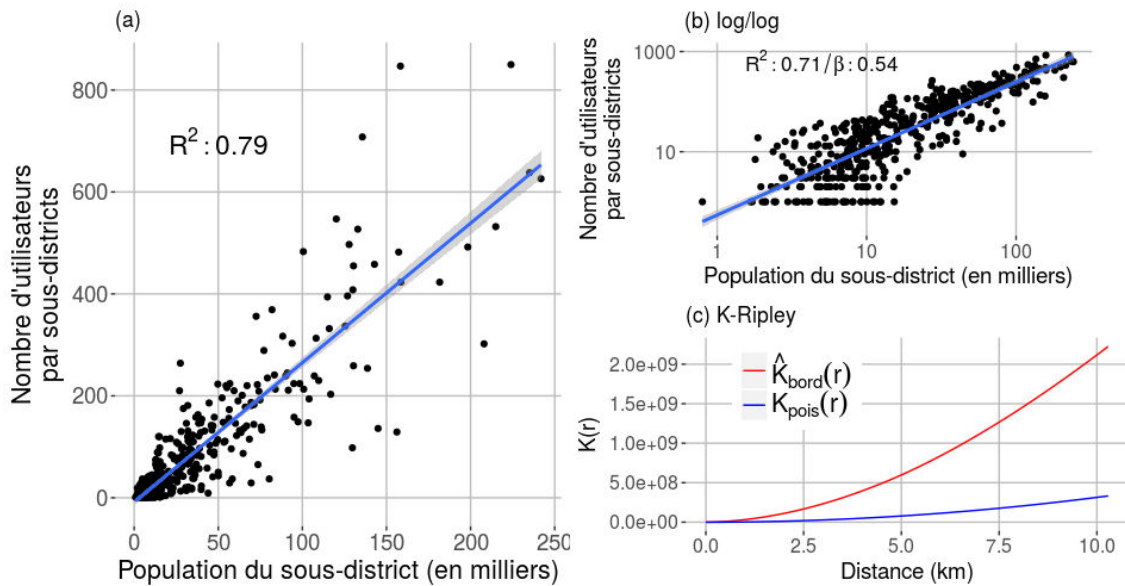 (a)
R²:0.79
800
600
400
200
0
0 50 100 150 200 250
Nombre d'utilisateurs
par sous-districts
Population du sous-district (en milliers)
(b) log/log
R²:0.71/β:0.54
1000
10
1 10 100
Nombre d'utilisateurs
par sous-districts
Population du sous-district (en milliers)
(c) K-Ripley
K̂bord(r)
Kpois(r)
2.0e+09
1.5e+09
1.0e+09
5.0e+08
0.0e+00
0.0 2.5 5.0 7.5 10.0
K(r)
Distance (km)